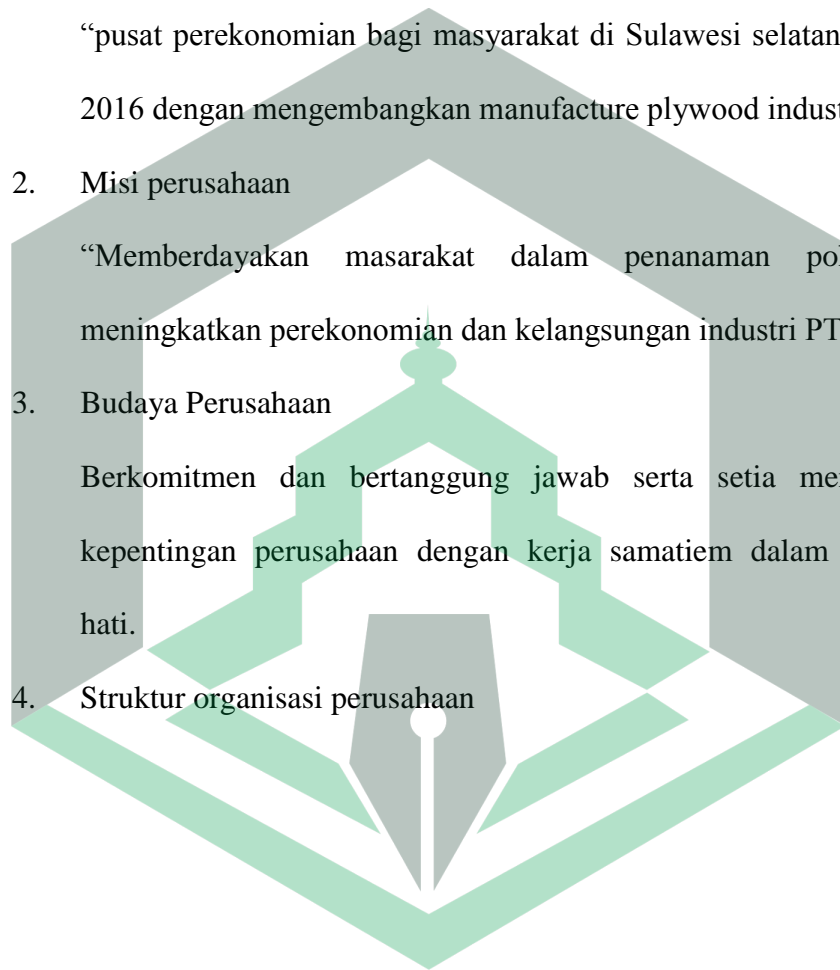 “pusat perekonomian bagi masyarakat di Sulawesi selatan
2016 dengan mengembangkan manufacture plywood indust
2. Misi perusahaan
“Memberdayakan masarakat dalam penanaman po
meningkatkan perekonomian dan kelangsungan industri PT
3. Budaya Perusahaan
Berkomitmen dan bertanggung jawab serta setia me
kepentingan perusahaan dengan kerja samatiem dalam
hati.
4. Struktur organisasi perusahaan